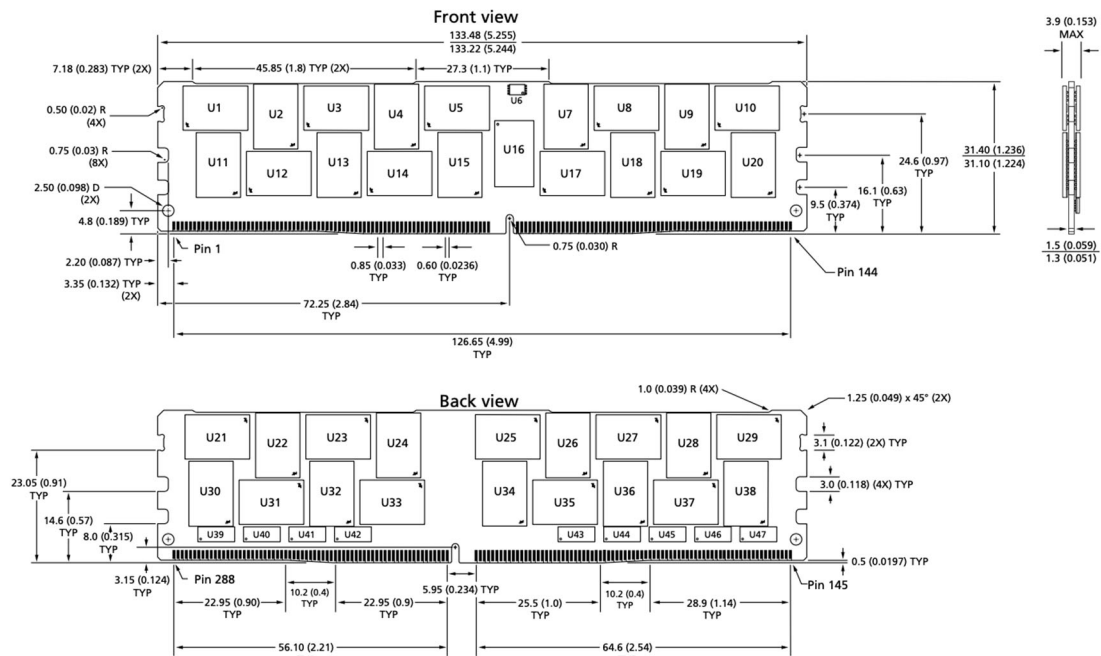 Front view
133.48 (5.255)
133.22 (5.244)
7.18 (0.283) TYP (2X)
45.85 (1.8) TYP (2X)
27.3 (1.1) TYP
3.9 (0.153)
MAX
0.50 (0.02) R
(4X)
0.75 (0.03) R
(8X)
2.50 (0.098) D
(2X)
4.8 (0.189) TYP
U1
U2
U3
U4
U5
U6
U7
U8
U9
U10
U11
U12
U13
U14
U15
U16
U17
U18
U19
U20
31.40 (1.236)
31.10 (1.224)
24.6 (0.97)
TYP
16.1 (0.63)
TYP
9.5 (0.374)
TYP
Pin 1
2.20 (0.087) TYP
3.35 (0.132) TYP
(2X)
0.85 (0.033)
TYP
0.60 (0.0236)
TYP
0.75 (0.030) R
Pin 144
1.5 (0.059)
1.3 (0.051)
72.25 (2.84)
TYP
126.65 (4.99)
TYP
Back view
1.0 (0.039) R (4X)
1.25 (0.049) x 45° (2X)
U21
U22
U23
U24
U25
U26
U27
U28
U29
3.1 (0.122) (2X) TYP
3.0 (0.118) (4X) TYP
U30
U31
U32
U33
U34
U35
U36
U37
U38
23.05 (0.91)
TYP
14.6 (0.57)
TYP
8.0 (0.315)
TYP
U39
U40
U41
U42
U43
U44
U45
U46
U47
3.15 (0.124)
TYP
Pin 288
5.95 (0.234) TYP
Pin 145
0.5 (0.0197) TYP
22.95 (0.90)
TYP
10.2 (0.4)
TYP
22.95 (0.9)
TYP
25.5 (1.0)
TYP
10.2 (0.4)
TYP
28.9 (1.14)
TYP
56.10 (2.21)
64.6 (2.54)